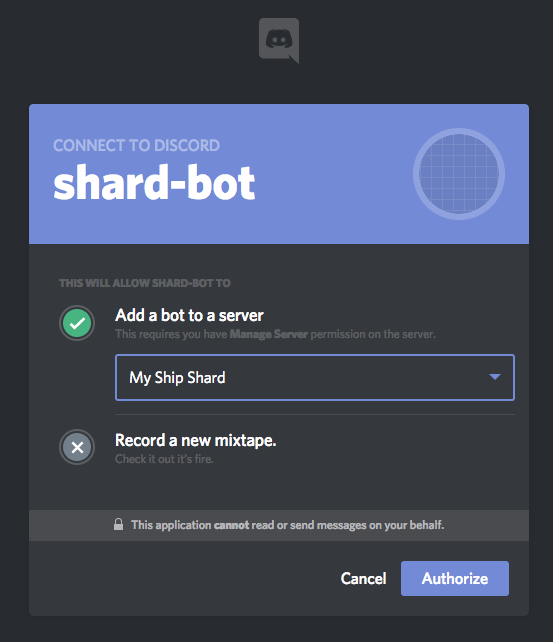 CONNECT TO DISCORD
shard-bot
THIS WILL ALLOW SHARD-BOT TO
Add a bot to a server
This requires you have Manage Server permission on the server.
My Ship Shard
Record a new mixtape.
Check it out it's fire.
This application cannot read or send messages on your behalf.
Cancel Authorize